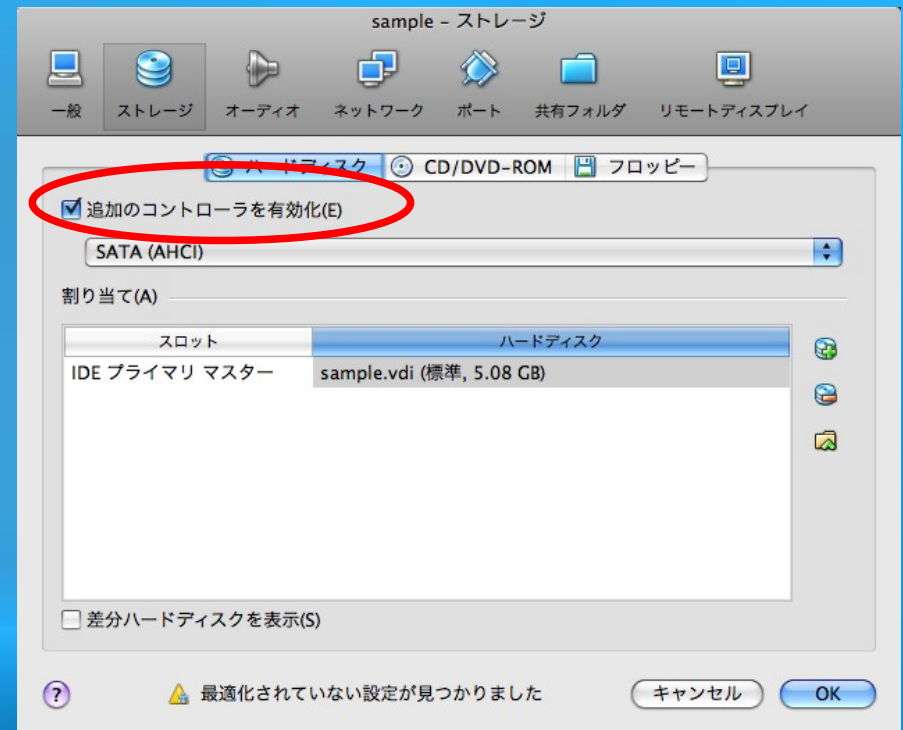 sample – ストレージ
一般 ストレージ オーディオ ネットワーク ポート 共有フォルダ リモートディスプレイ
ハードディスク CD/DVD-ROM フロッピー
追加のコントローラを有効化(E)
SATA (AHCI)
割り当て(A)
スロット ハードディスク
IDE プライマリ マスター sample.vdi (標準, 5.08 GB)
差分ハードディスクを表示(S)
? 最適化されていない設定が見つかりました キャンセル OK